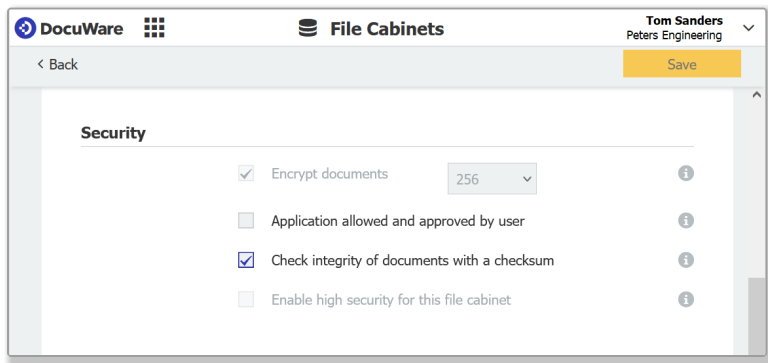 DocuWare File Cabinets Tom Sanders
Peters Engineering
< Back Save
Security
Encrypt documents 256
Application allowed and approved by user
Check integrity of documents with a checksum
Enable high security for this file cabinet